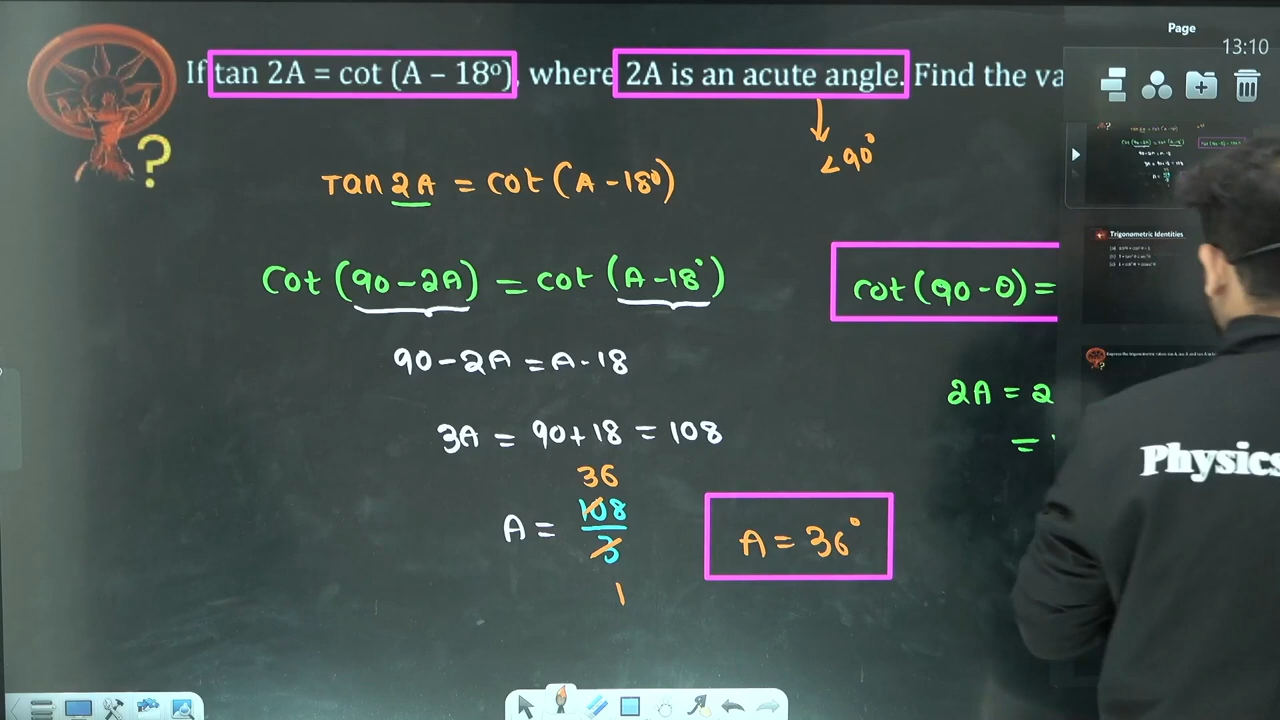 Page
13:10
If tan 2A = cot (A – 18º), where 2A is an acute angle. Find the va
< 90°
Tan 2A = cot (A - 18°)
cot (90 - 2A) = cot (A - 18°)
cot (90 - θ) =
90 - 2A = A - 18
2A = 2
3A = 90 + 18 = 108
=
36
A = 108/3
1
A = 36°
?
Trigonometric Identities
Physics